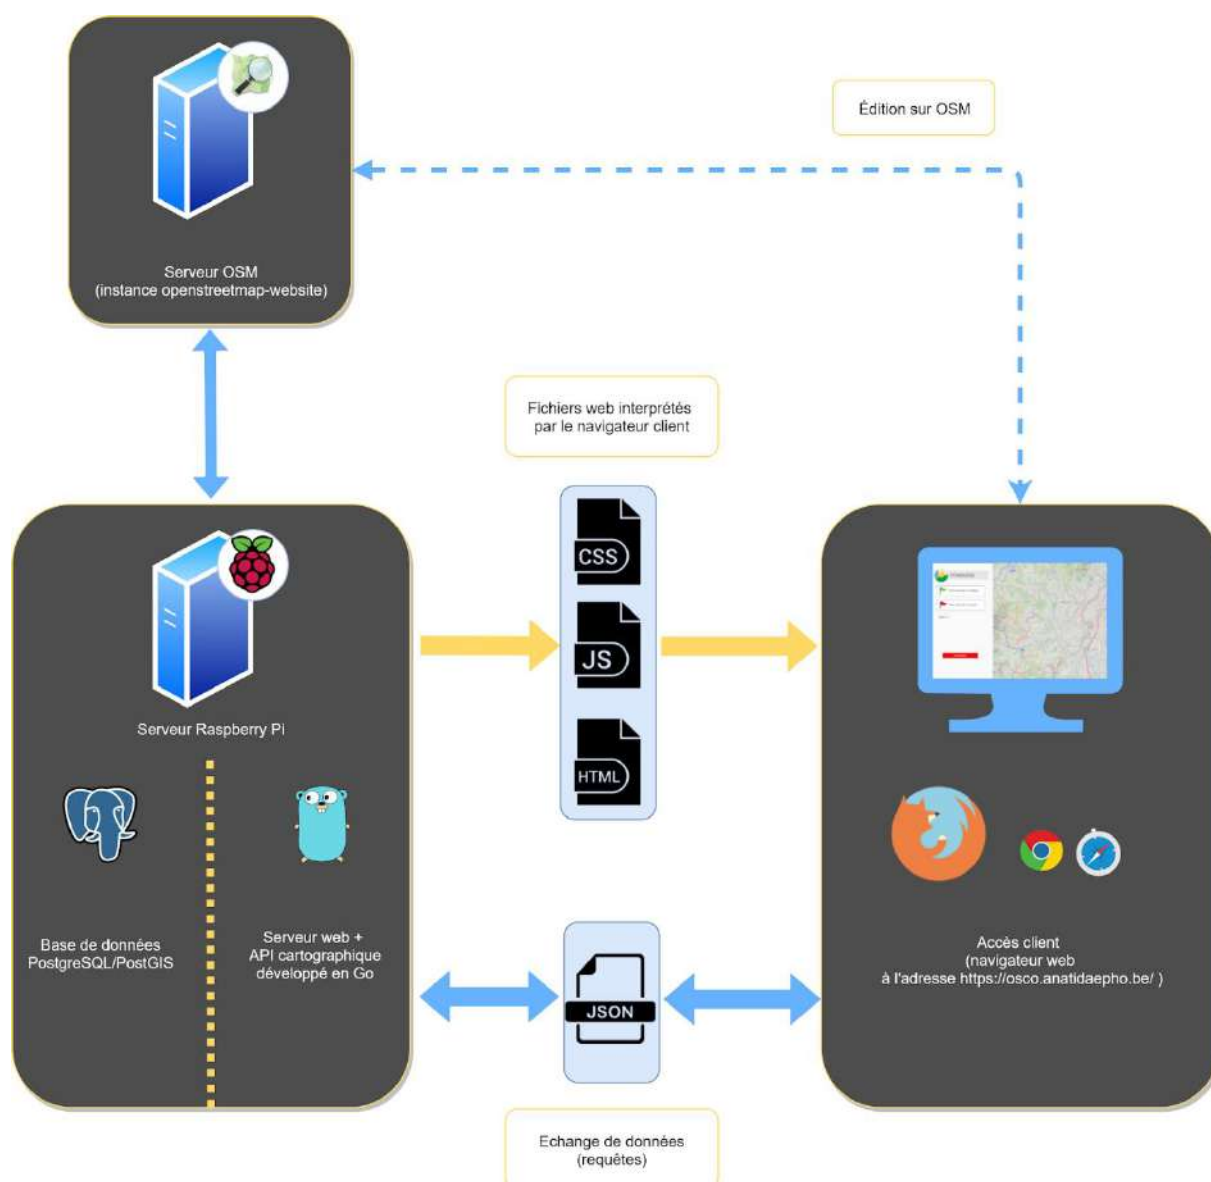 Édition sur OSM
Serveur OSM
(instance openstreetmap-website)
Fichiers web interprétés
par le navigateur client
CSS
JS
HTML
Serveur Raspberry Pi
Base de données
PostgreSQL/PostGIS
Serveur web +
API cartographique
développé en Go
Accès client
(navigateur web
à l'adresse https://osco.anatidaepho.be/ )
JSON
Echange de données
(requêtes)